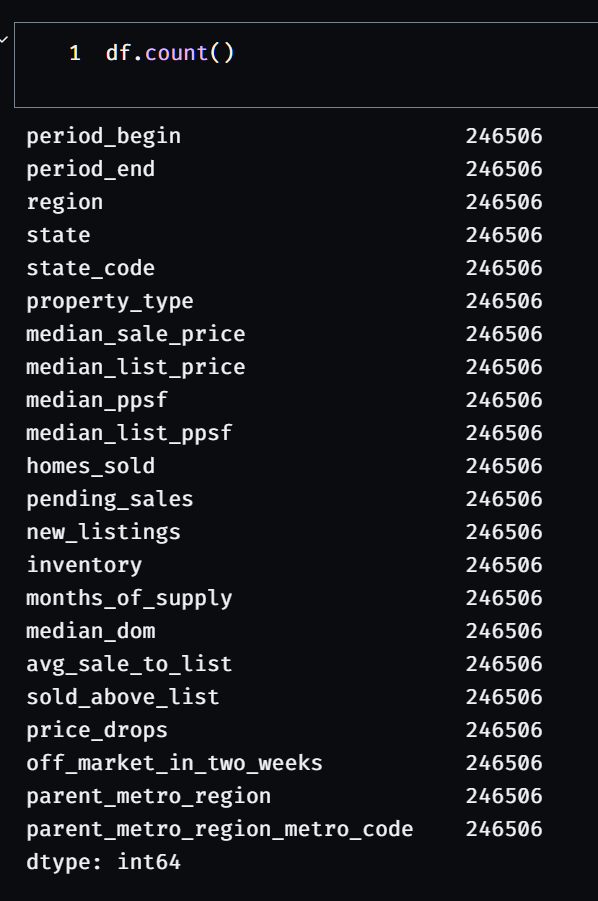 1 df.count()
period_begin 246506
period_end 246506
region 246506
state 246506
state_code 246506
property_type 246506
median_sale_price 246506
median_list_price 246506
median_ppsf 246506
median_list_ppsf 246506
homes_sold 246506
pending_sales 246506
new_listings 246506
inventory 246506
months_of_supply 246506
median_dom 246506
avg_sale_to_list 246506
sold_above_list 246506
price_drops 246506
off_market_in_two_weeks 246506
parent_metro_region 246506
parent_metro_region_metro_code 246506
dtype: int64